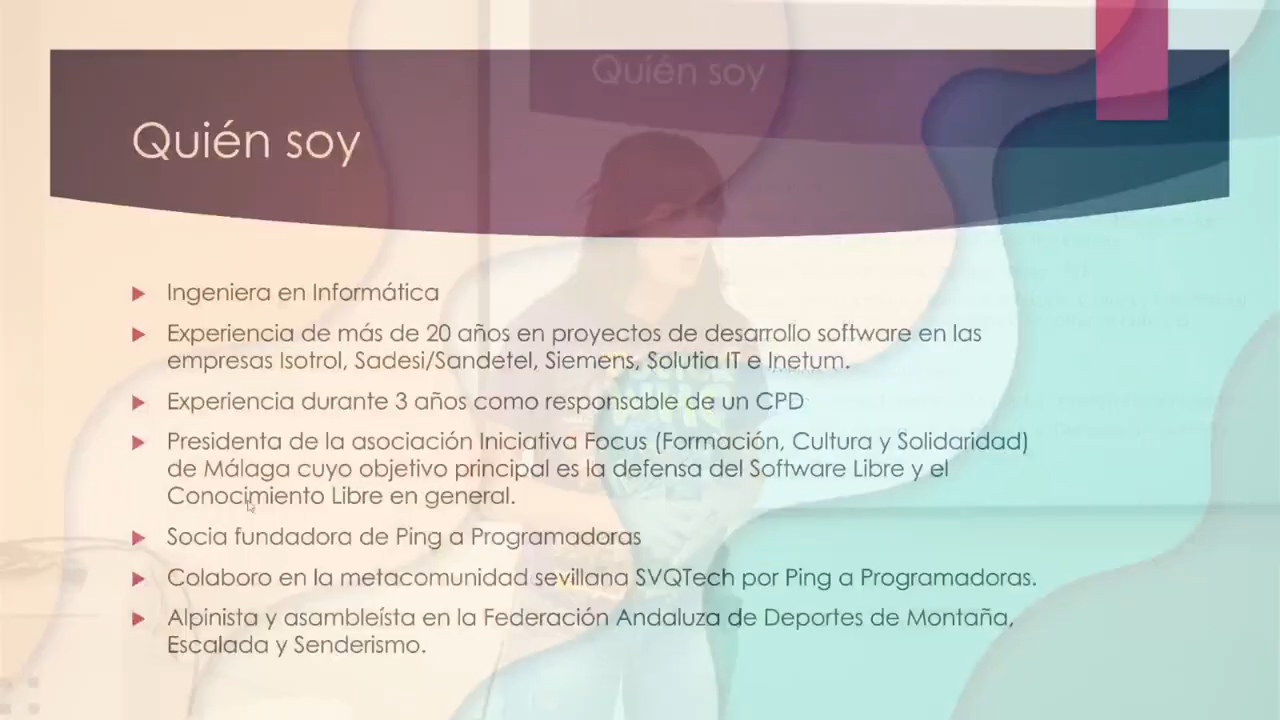 Quién soy
Quién soy
Ingeniera en Informática
Experiencia de más de 20 años en proyectos de desarrollo software en las
empresas Isotrol, Sadesi/Sandetel, Siemens, Solutia IT e Inetum.
Experiencia durante 3 años como responsable de un CPD
Presidenta de la asociación Iniciativa Focus (Formación, Cultura y Solidaridad)
de Málaga cuyo objetivo principal es la defensa del Software Libre y el
Conocimiento Libre en general.
Socia fundadora de Ping a Programadoras
Colaboro en la metacomunidad sevillana SVQTech por Ping a Programadoras.
Alpinista y asambleísta en la Federación Andaluza de Deportes de Montaña,
Escalada y Senderismo.